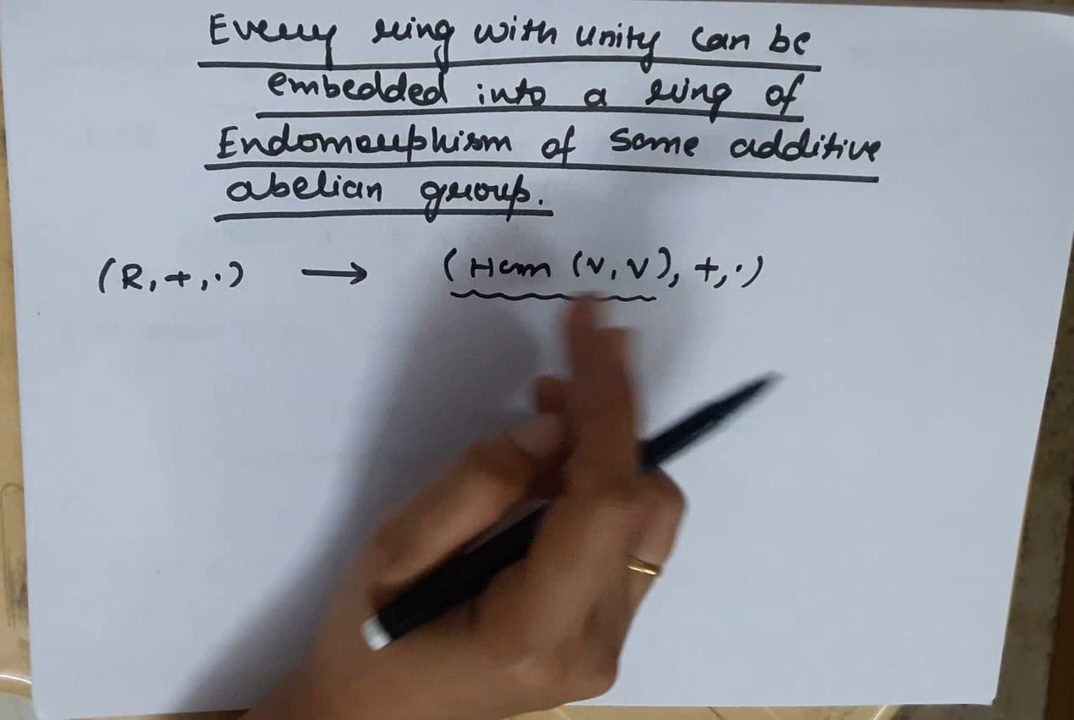 Every ring with unity can be
embedded into a ring of
Endomorphism of some additive
abelian group.
(R, +, .) → (Hom (V, V), +, .)